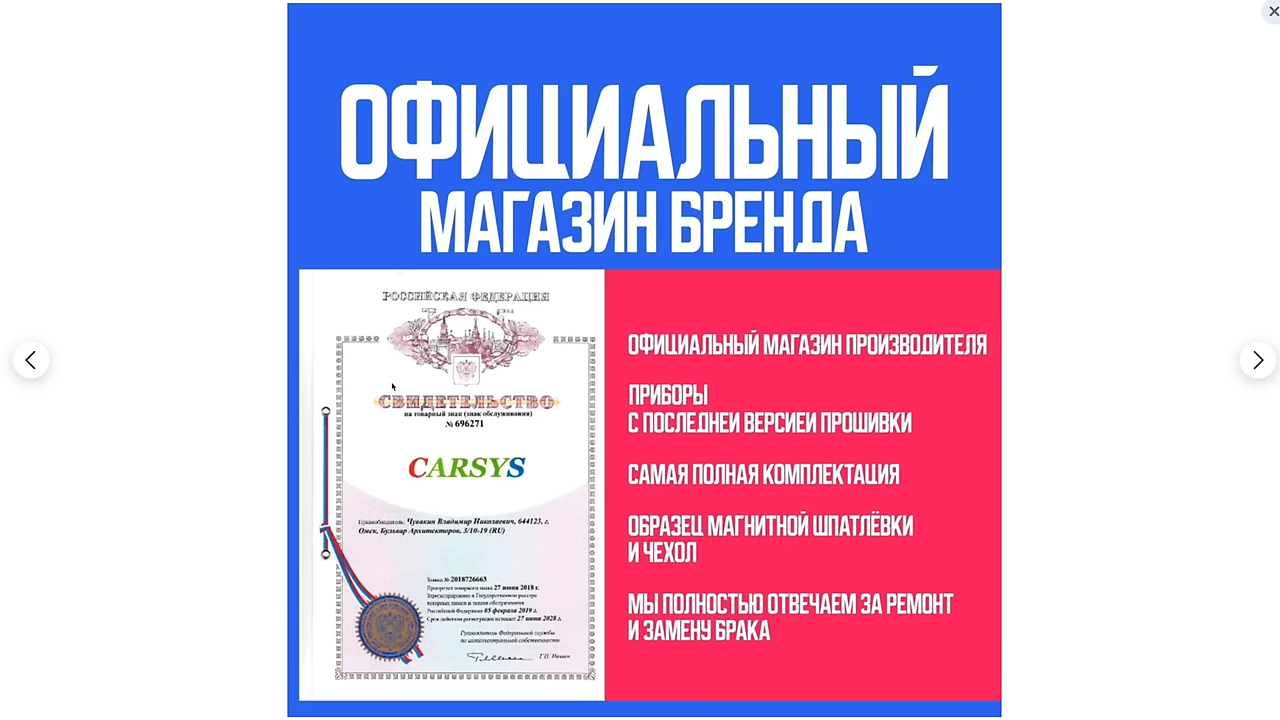 ОФИЦИАЛЬНЫЙ
МАГАЗИН БРЕНДА
РОССИЙСКАЯ ФЕДЕРАЦИЯ
СВИДЕТЕЛЬСТВО
на товарный знак (знак обслуживания)
№ 696271
CARSYS
Правообладатель: Чувакин Владимир Николаевич, 644123, г.
Омск, Бульвар Архитекторов, 3/10-19 (RU)
Заявка № 2018726663
Приоритет товарного знака 27 июня 2018 г.
Зарегистрировано в Государственном реестре
товарных знаков и знаков обслуживания
Российской Федерации 05 февраля 2019 г.
Срок действия регистрации истекает 27 июня 2028 г.
Руководитель Федеральной службы
по интеллектуальной собственности
Г.П. Ивлиев
ОФИЦИАЛЬНЫЙ МАГАЗИН ПРОИЗВОДИТЕЛЯ
ПРИБОРЫ
С ПОСЛЕДНЕИ ВЕРСИЕИ ПРОШИВКИ
САМАЯ ПОЛНАЯ КОМПЛЕКТАЦИЯ
ОБРАЗЕЦ МАГНИТНОЙ ШПАТЛЁВКИ
И ЧЕХОЛ
МЫ ПОЛНОСТЬЮ ОТВЕЧАЕМ ЗА РЕМОНТ
И ЗАМЕНУ БРАКА